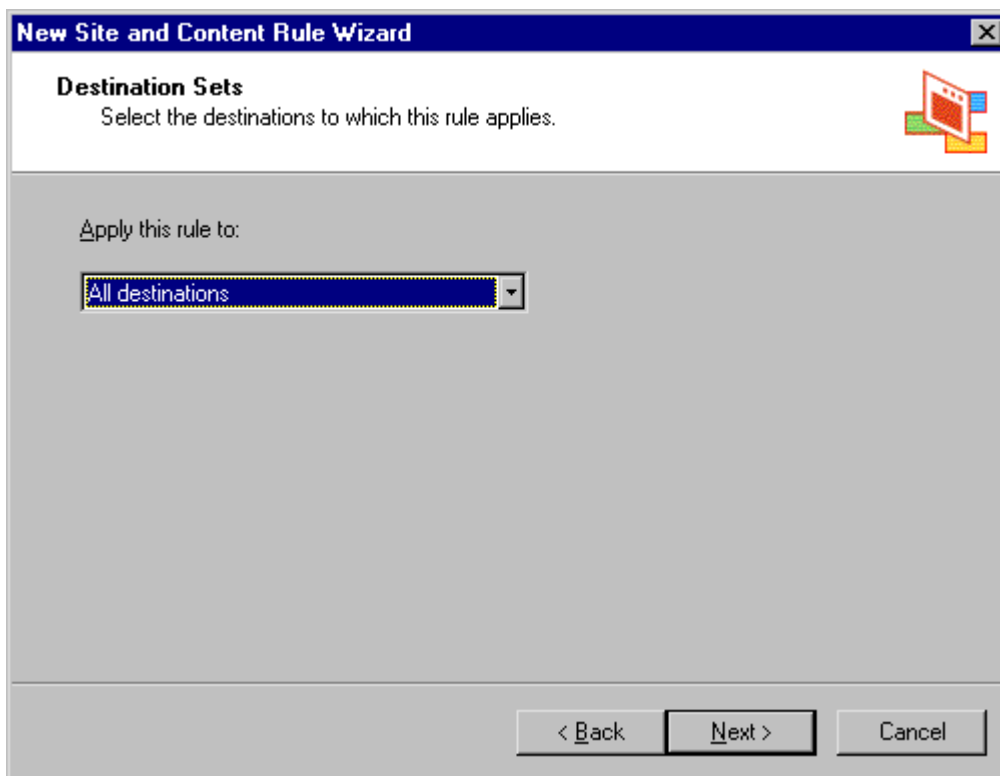 New Site and Content Rule Wizard
Destination Sets
Select the destinations to which this rule applies.
Apply this rule to:
All destinations
< Back Next > Cancel